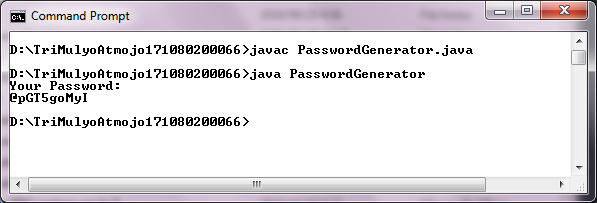 Command Prompt
D:\TriMulyoAtmojo171080200066>javac PasswordGenerator.java
D:\TriMulyoAtmojo171080200066>java PasswordGenerator
Your Password:
@pGT5goMyI
D:\TriMulyoAtmojo171080200066>